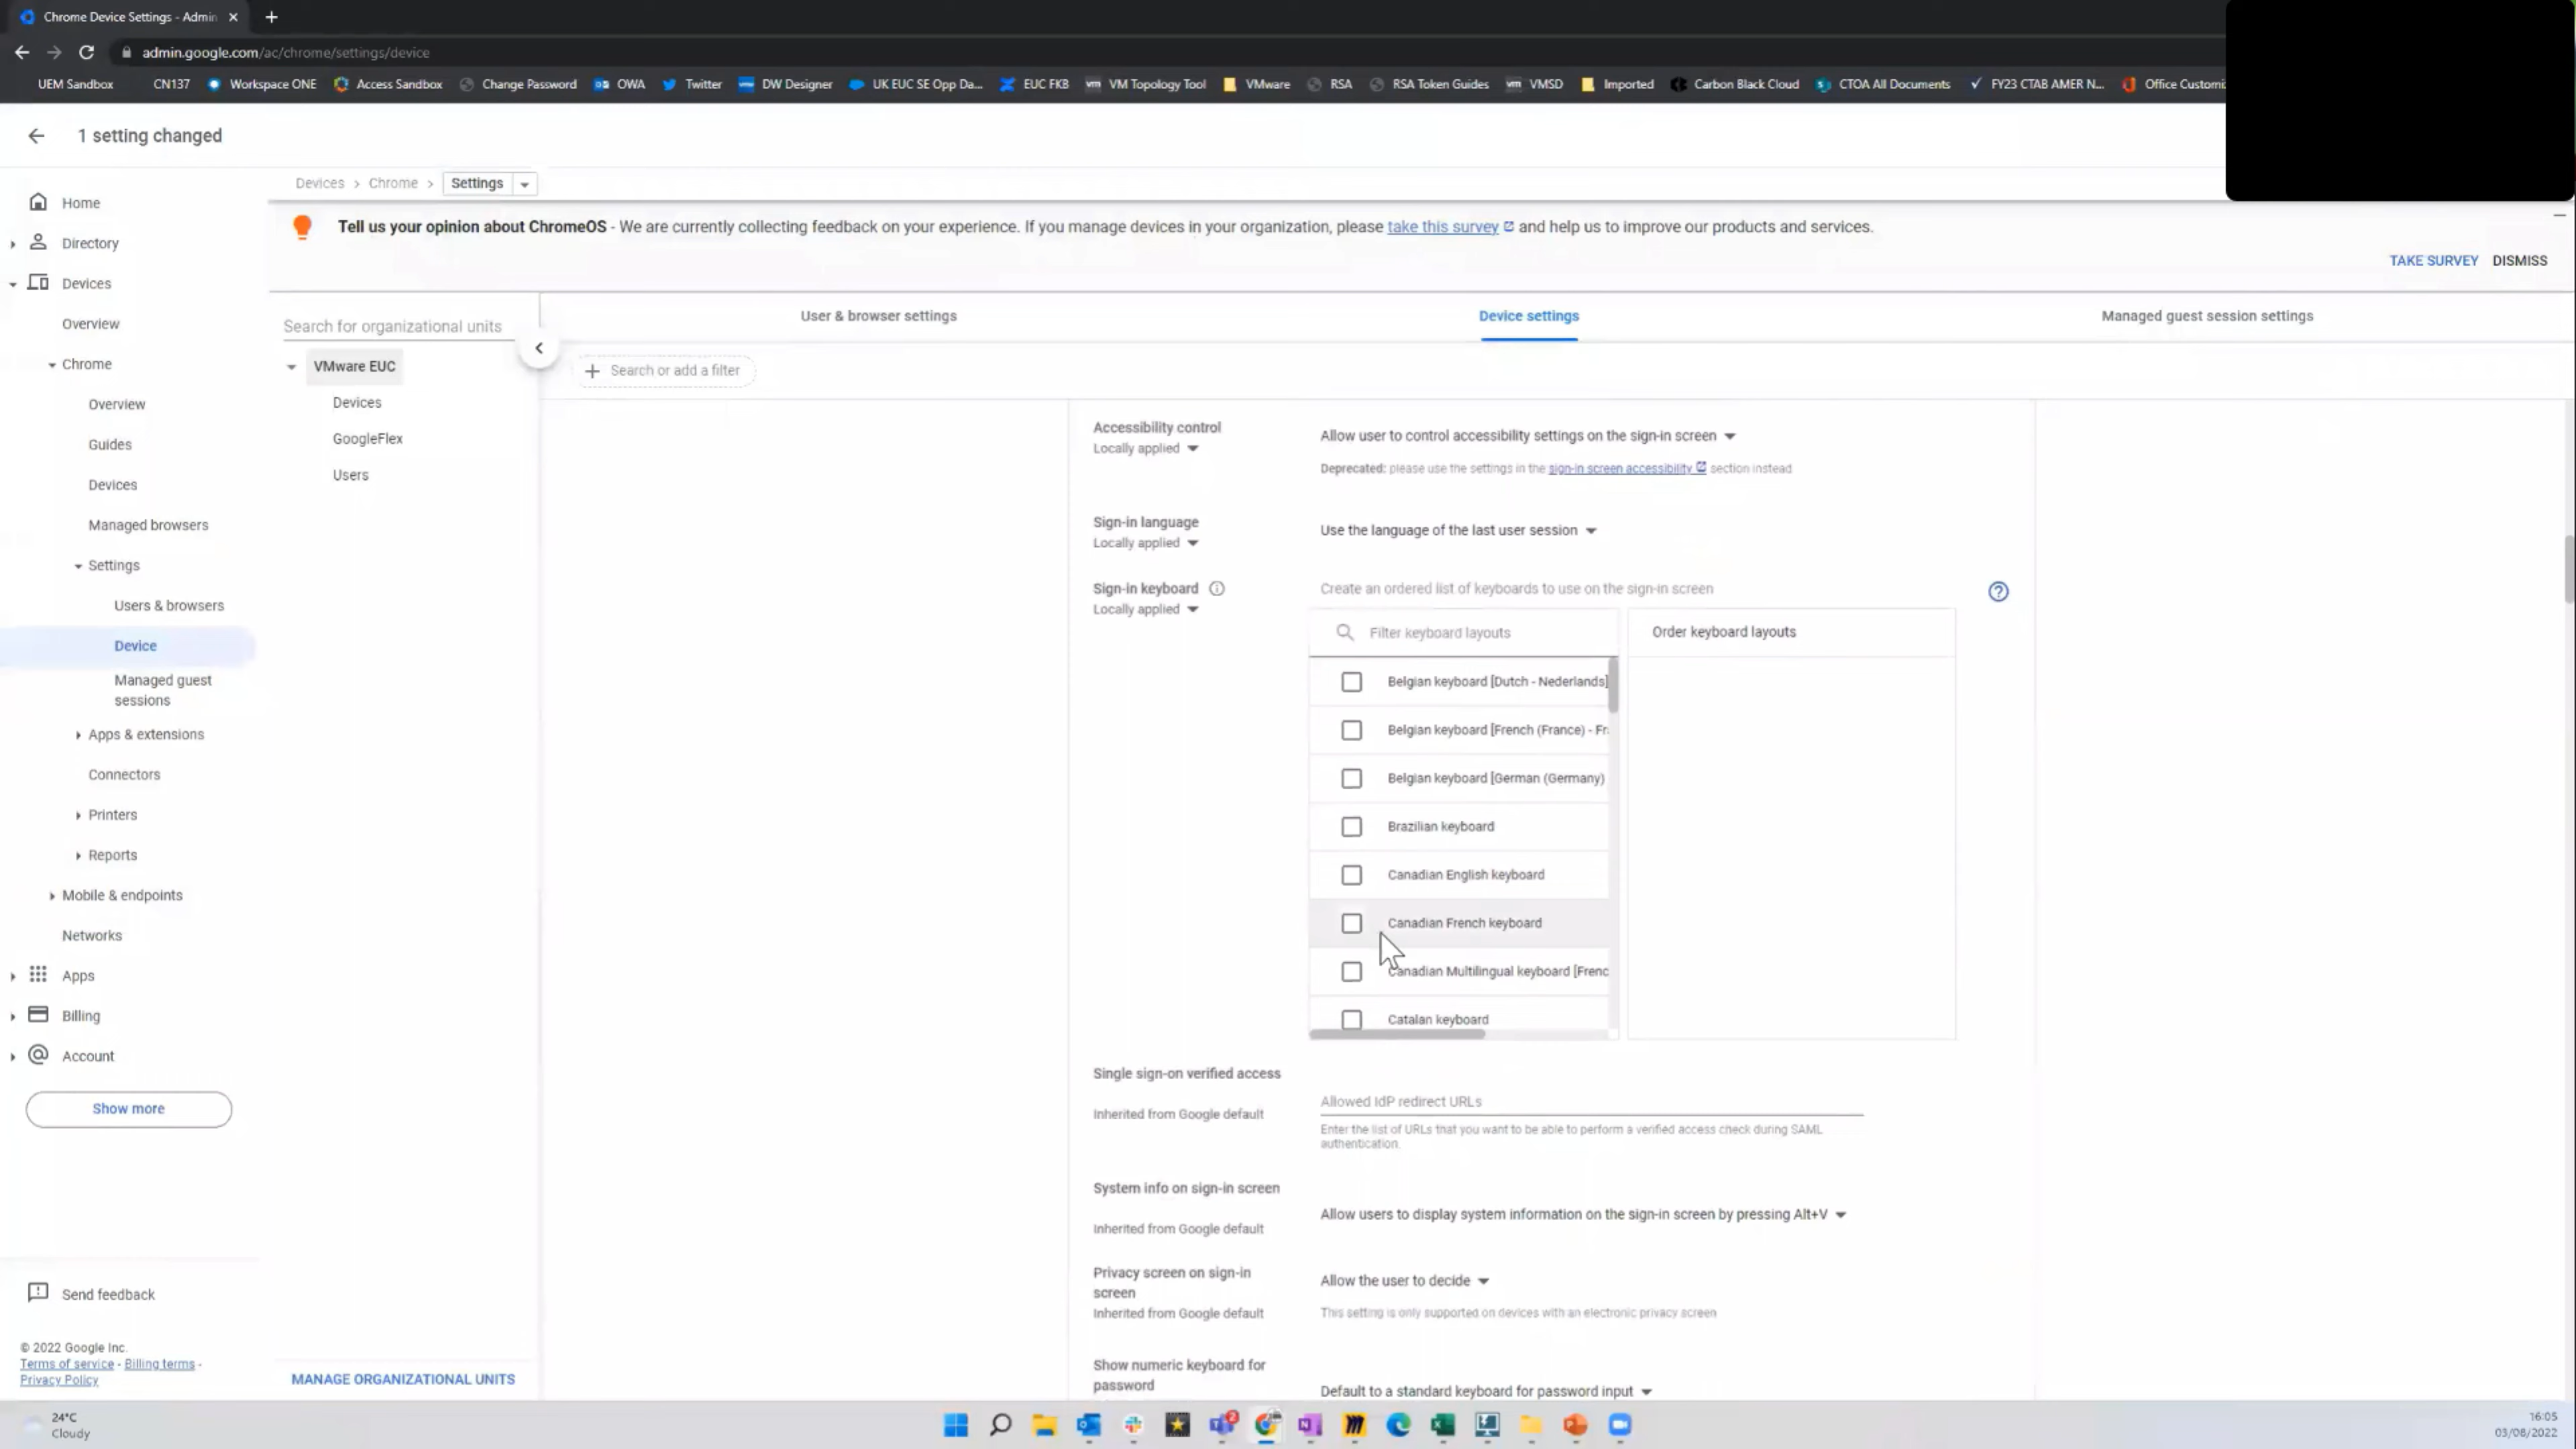 Chrome Device Settings - Admin
admin.google.com/ac/chrome/settings/device
UEM Sandbox CN137 Workspace ONE Access Sandbox Change Password OWA Twitter DW Designer UK EUC SE Opp Da... EUC FKB VM Topology Tool VMware RSA RSA Token Guides VMSD Imported Carbon Black Cloud CTOA All Documents FY23 CTAB AMER N... Office Customi
1 setting changed
Devices > Chrome > Settings
Tell us your opinion about ChromeOS - We are currently collecting feedback on your experience. If you manage devices in your organization, please take this survey and help us to improve our products and services.
TAKE SURVEY DISMISS
Home
Directory
Devices
Overview
Chrome
Overview
Guides
Devices
Managed browsers
Settings
Users & browsers
Device
Managed guest
sessions
Apps & extensions
Connectors
Printers
Reports
Mobile & endpoints
Networks
Apps
Billing
Account
Show more
Send feedback
© 2022 Google Inc.
Terms of service - Billing terms -
Privacy Policy
Search for organizational units
VMware EUC
Devices
GoogleFlex
Users
MANAGE ORGANIZATIONAL UNITS
User & browser settings Device settings Managed guest session settings
Search or add a filter
Accessibility control
Locally applied
Allow user to control accessibility settings on the sign-in screen
Deprecated: please use the settings in the sign-in screen accessibility section instead
Sign-in language
Locally applied
Use the language of the last user session
Sign-in keyboard
Locally applied
Create an ordered list of keyboards to use on the sign-in screen
Filter keyboard layouts
Order keyboard layouts
Belgian keyboard [Dutch - Nederlands]
Belgian keyboard [French (France) - Fr
Belgian keyboard [German (Germany)
Brazilian keyboard
Canadian English keyboard
Canadian French keyboard
Canadian Multilingual keyboard [Frenc
Catalan keyboard
Single sign-on verified access
Inherited from Google default
Allowed IdP redirect URLs
Enter the list of URLs that you want to be able to perform a verified access check during SAML
authentication.
System info on sign-in screen
Inherited from Google default
Allow users to display system information on the sign-in screen by pressing Alt+V
Privacy screen on sign-in
screen
Inherited from Google default
Allow the user to decide
This setting is only supported on devices with an electronic privacy screen
Show numeric keyboard for
password
Default to a standard keyboard for password input
24°C
Cloudy
2
16:05
03/08/2022